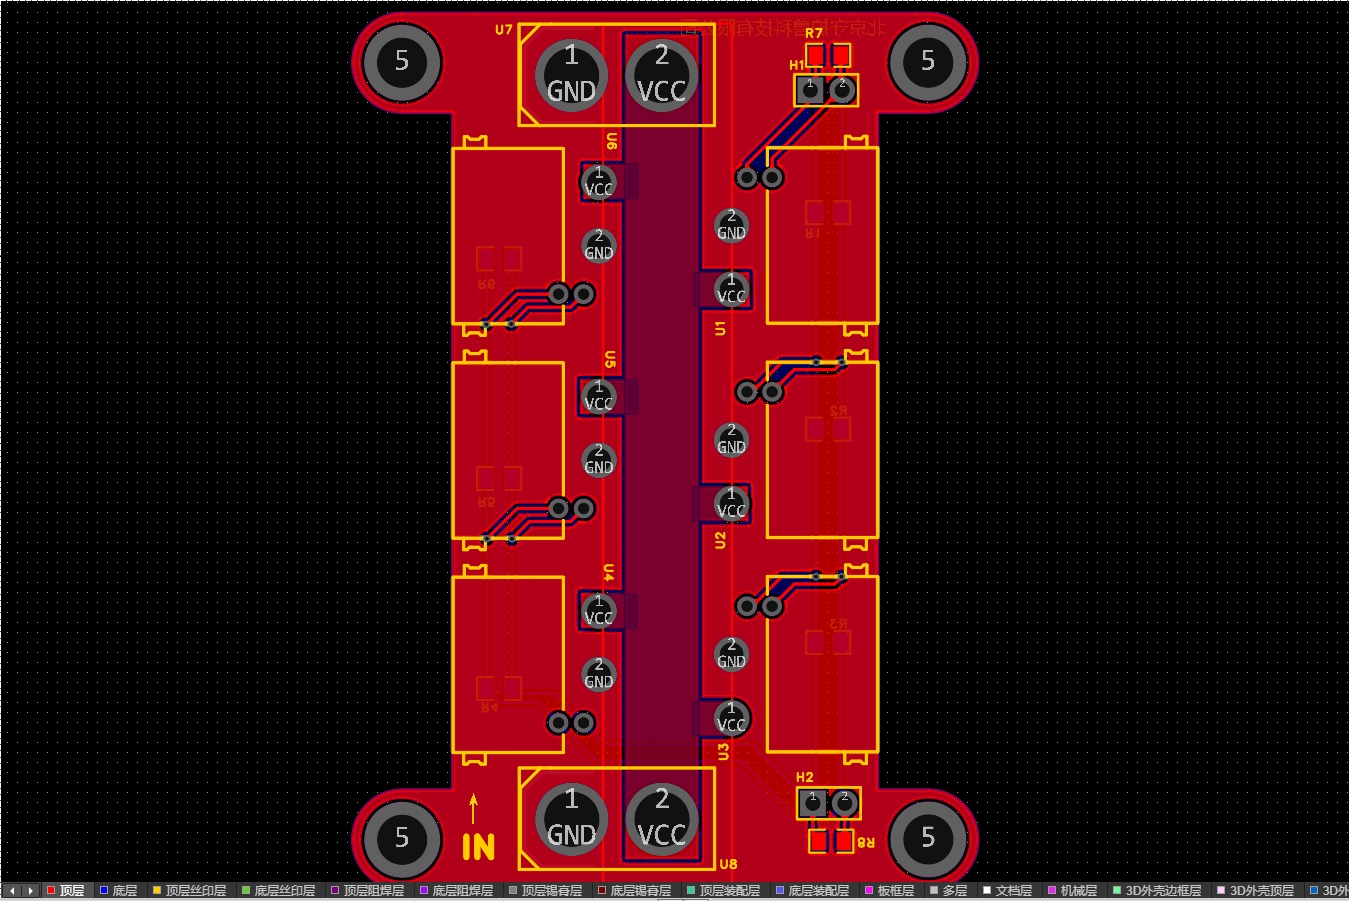 北京守护曾科技有限公司
U7
1
GND
2
VCC
R7
H1
1
2
5
5
U6
1
VCC
2
GND
2
GND
1
VCC
U1
R1
R6
U5
1
VCC
2
GND
2
GND
1
VCC
U2
R2
R5
U4
1
VCC
2
GND
2
GND
1
VCC
U3
R3
R4
H2
1
2
R8
IN
1
GND
2
VCC
U8
5
5
顶层 底层 顶层丝印层 底层丝印层 顶层阻焊层 底层阻焊层 顶层锡膏层 底层锡膏层 顶层装配层 底层装配层 板框层 多层 文档层 机械层 3D外壳边框层 3D外壳顶层 3D外